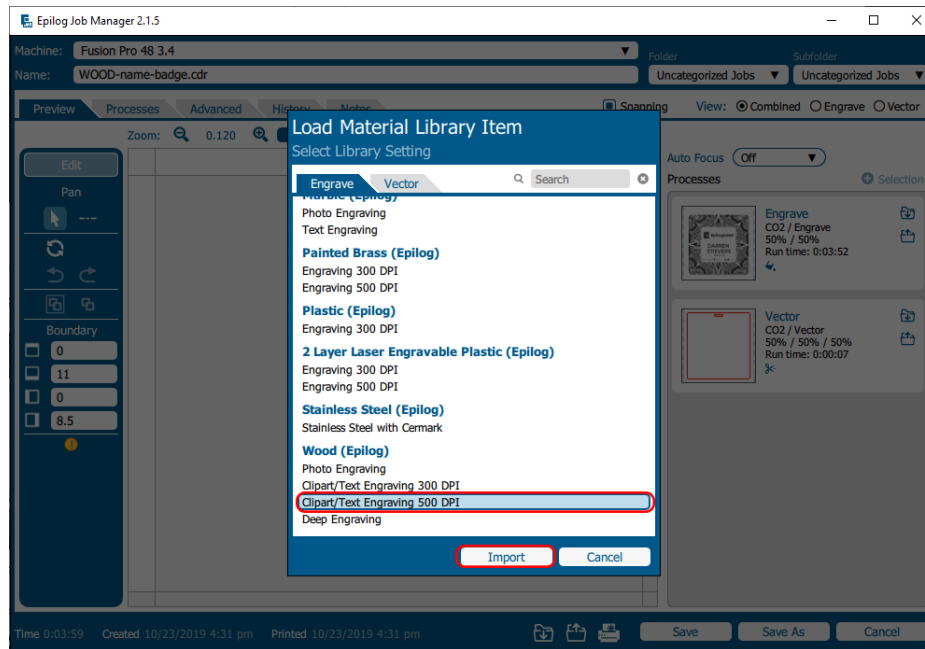 Epilog Job Manager 2.1.5
Machine: Fusion Pro 48 3.4
Folder
Subfolder
Name: WOOD-name-badge.cdr
Uncategorized Jobs
Uncategorized Jobs
Preview Processes Advanced History Notes
Snapping View: Combined Engrave Vector
Zoom: 0.120
Edit
Pan
Boundary
0
11
0
8.5
Load Material Library Item
Select Library Setting
Engrave Vector Search
Marble (Epilog)
Photo Engraving
Text Engraving
Painted Brass (Epilog)
Engraving 300 DPI
Engraving 500 DPI
Plastic (Epilog)
Engraving 300 DPI
2 Layer Laser Engravable Plastic (Epilog)
Engraving 300 DPI
Engraving 500 DPI
Stainless Steel (Epilog)
Stainless Steel with Cermark
Wood (Epilog)
Photo Engraving
Clipart/Text Engraving 300 DPI
Clipart/Text Engraving 500 DPI
Deep Engraving
Import Cancel
Auto Focus Off
Processes Selection
DARREN
STEVENS
Engrave
CO2 / Engrave
50% / 50%
Run time: 0:03:52
Vector
CO2 / Vector
50% / 50% / 50%
Run time: 0:00:07
Time 0:03:59 Created 10/23/2019 4:31 pm Printed 10/23/2019 4:31 pm
Save Save As Cancel